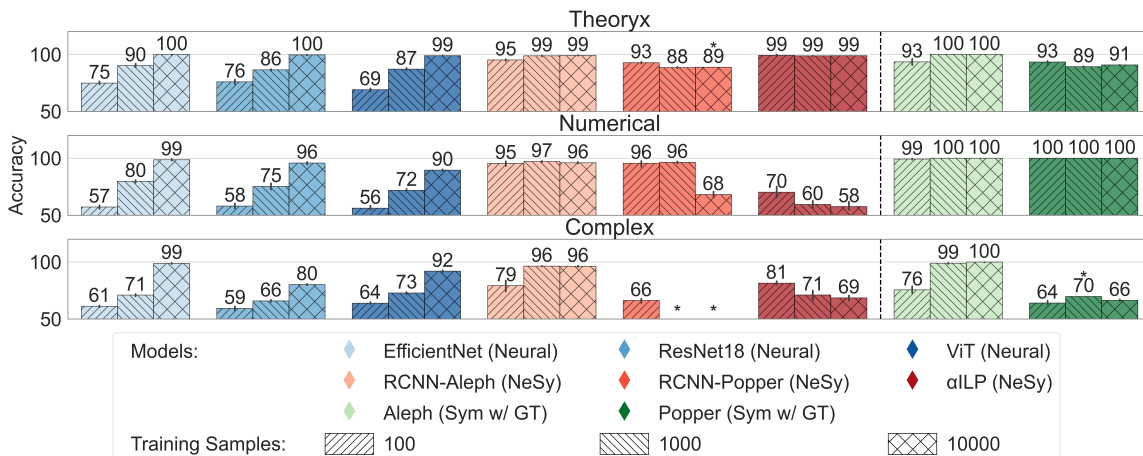 Theoryx
75 90 100 76 86 100 69 87 99 95 99 99 93 88 89 * 99 99 99 93 100 100 93 89 91
100
50
Numerical
57 80 99 58 75 96 56 72 90 95 97 96 96 96 68 70 60 58 99 100 100 100 100 100
100
50
Accuracy
Complex
61 71 99 59 66 80 64 73 92 79 96 96 66 * * 81 71 69 76 99 100 64 70 * 66
100
50
Models: EfficientNet (Neural) ResNet18 (Neural) ViT (Neural)
RCNN-Aleph (NeSy) RCNN-Popper (NeSy) αILP (NeSy)
Aleph (Sym w/ GT) Popper (Sym w/ GT)
Training Samples: 100 1000 10000